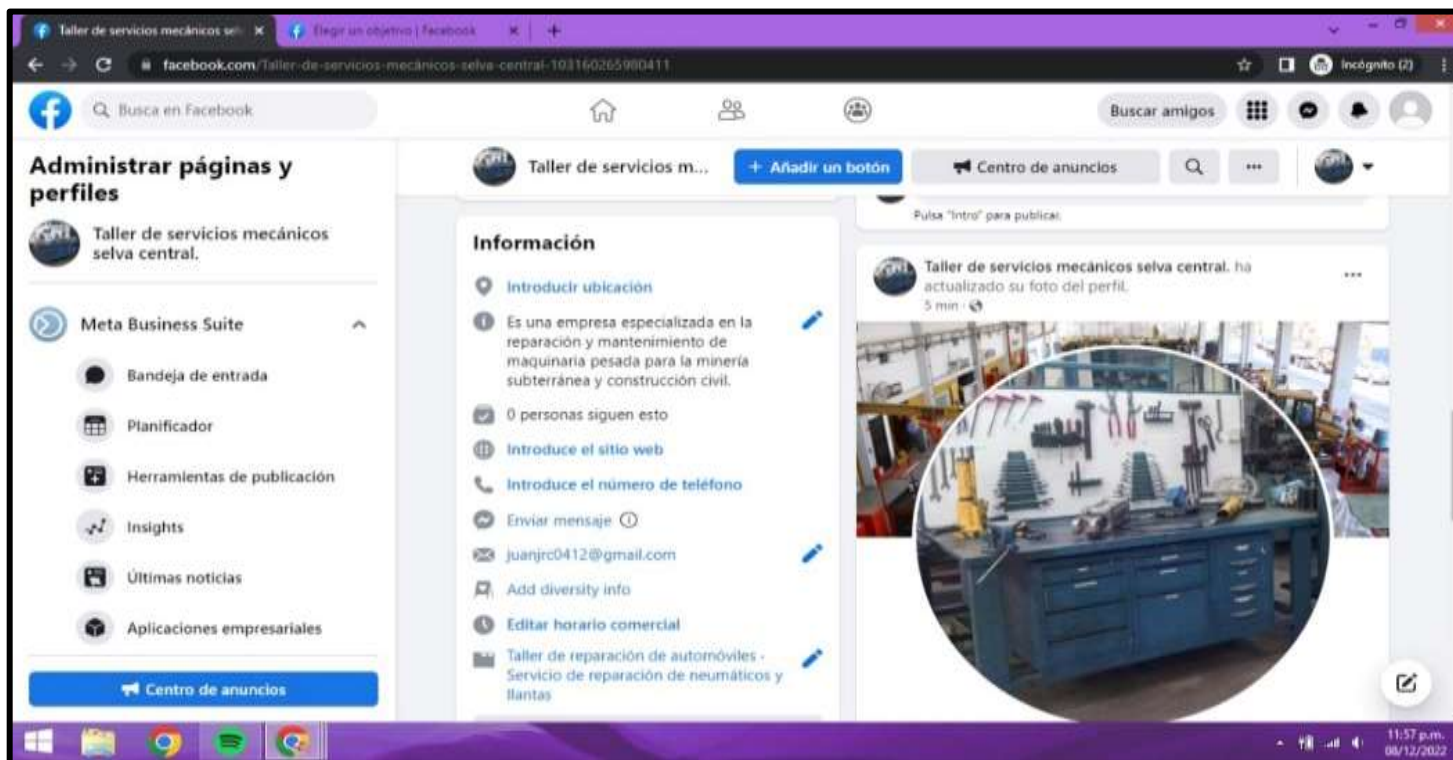 Taller de servicios mecánicos sel
Elegir un objetivo | Facebook
facebook.com/Taller-de-servicios-mecánicos-selva-central-103160265980411
Incógnito (2)
Busca en Facebook
Buscar amigos
Administrar páginas y
perfiles
Taller de servicios mecánicos
selva central.
Meta Business Suite
Bandeja de entrada
Planificador
Herramientas de publicación
Insights
Últimas noticias
Aplicaciones empresariales
Centro de anuncios
Taller de servicios m...
+ Añadir un botón
Centro de anuncios
Información
Introducir ubicación
Es una empresa especializada en la
reparación y mantenimiento de
maquinaria pesada para la minería
subterránea y construcción civil.
0 personas siguen esto
Introduce el sitio web
Introduce el número de teléfono
Enviar mensaje
juanjrc0412@gmail.com
Add diversity info
Editar horario comercial
Taller de reparación de automóviles ·
Servicio de reparación de neumáticos y
llantas
Pulsa "Intro" para publicar.
Taller de servicios mecánicos selva central. ha
actualizado su foto del perfil.
5 min ·
11:57 p.m.
08/12/2022